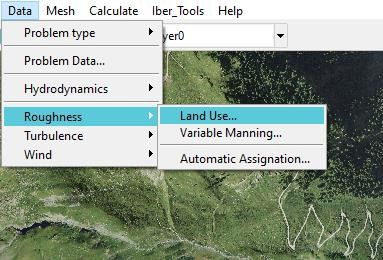 Data Mesh Calculate Iber_Tools Help
yer0
Problem type
Problem Data...
Hydrodynamics
Roughness
Turbulence
Wind
Land Use...
Variable Manning...
Automatic Assignation...